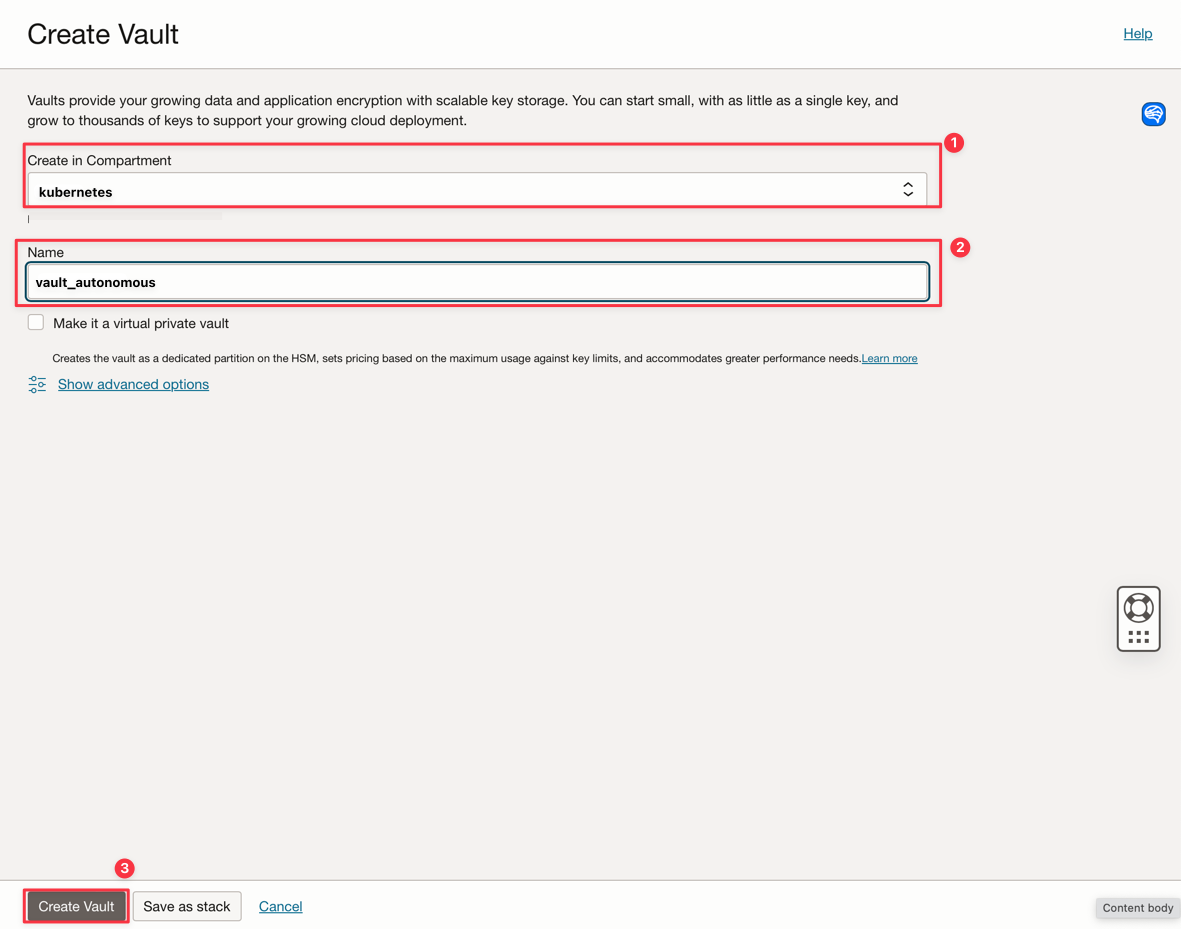 Create Vault
Help
Vaults provide your growing data and application encryption with scalable key storage. You can start small, with as little as a single key, and
grow to thousands of keys to support your growing cloud deployment.
1
Create in Compartment
kubernetes
2
Name
vault_autonomous
Make it a virtual private vault
Creates the vault as a dedicated partition on the HSM, sets pricing based on the maximum usage against key limits, and accommodates greater performance needs.Learn more
Show advanced options
3
Create Vault
Save as stack
Cancel
Content body